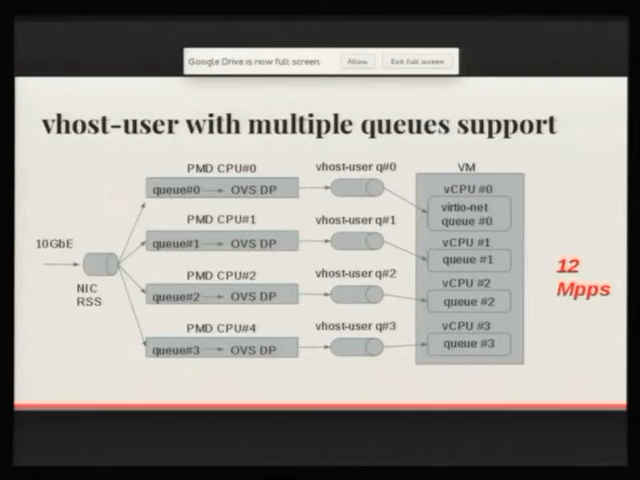 Google Drive is now full screen.
Allow
Exit full screen
vhost-user with multiple queues support
PMD CPU#0
vhost-user q#0
VM
queue#0
OVS DP
vCPU #0
virtio-net
queue #0
PMD CPU#1
vhost-user q#1
queue#1
OVS DP
vCPU #1
queue #1
10GbE
NIC
RSS
PMD CPU#2
vhost-user q#2
queue#2
OVS DP
vCPU #2
queue #2
12
Mpps
PMD CPU#4
vhost-user q#3
queue#3
OVS DP
vCPU #3
queue #3